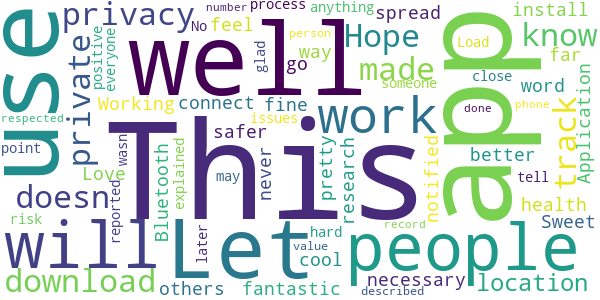 privacy
No
process
number
anything
spread
install
use
well
feel
Hope
app
know
positive
everyone
glad
go
way
person
made
someone
Load
far
private
Working
connect
fine
work
close
word
track
Application
respected
This
issues
done
phone
point
wasn
safer
never
pretty
research
notified
better
tell
doesn
Love
reported
Bluetooth
explained
may
health
risk
will
Let
later
hard
cool
value
people
record
Sweet
necessary
location
download
others
fantastic
described